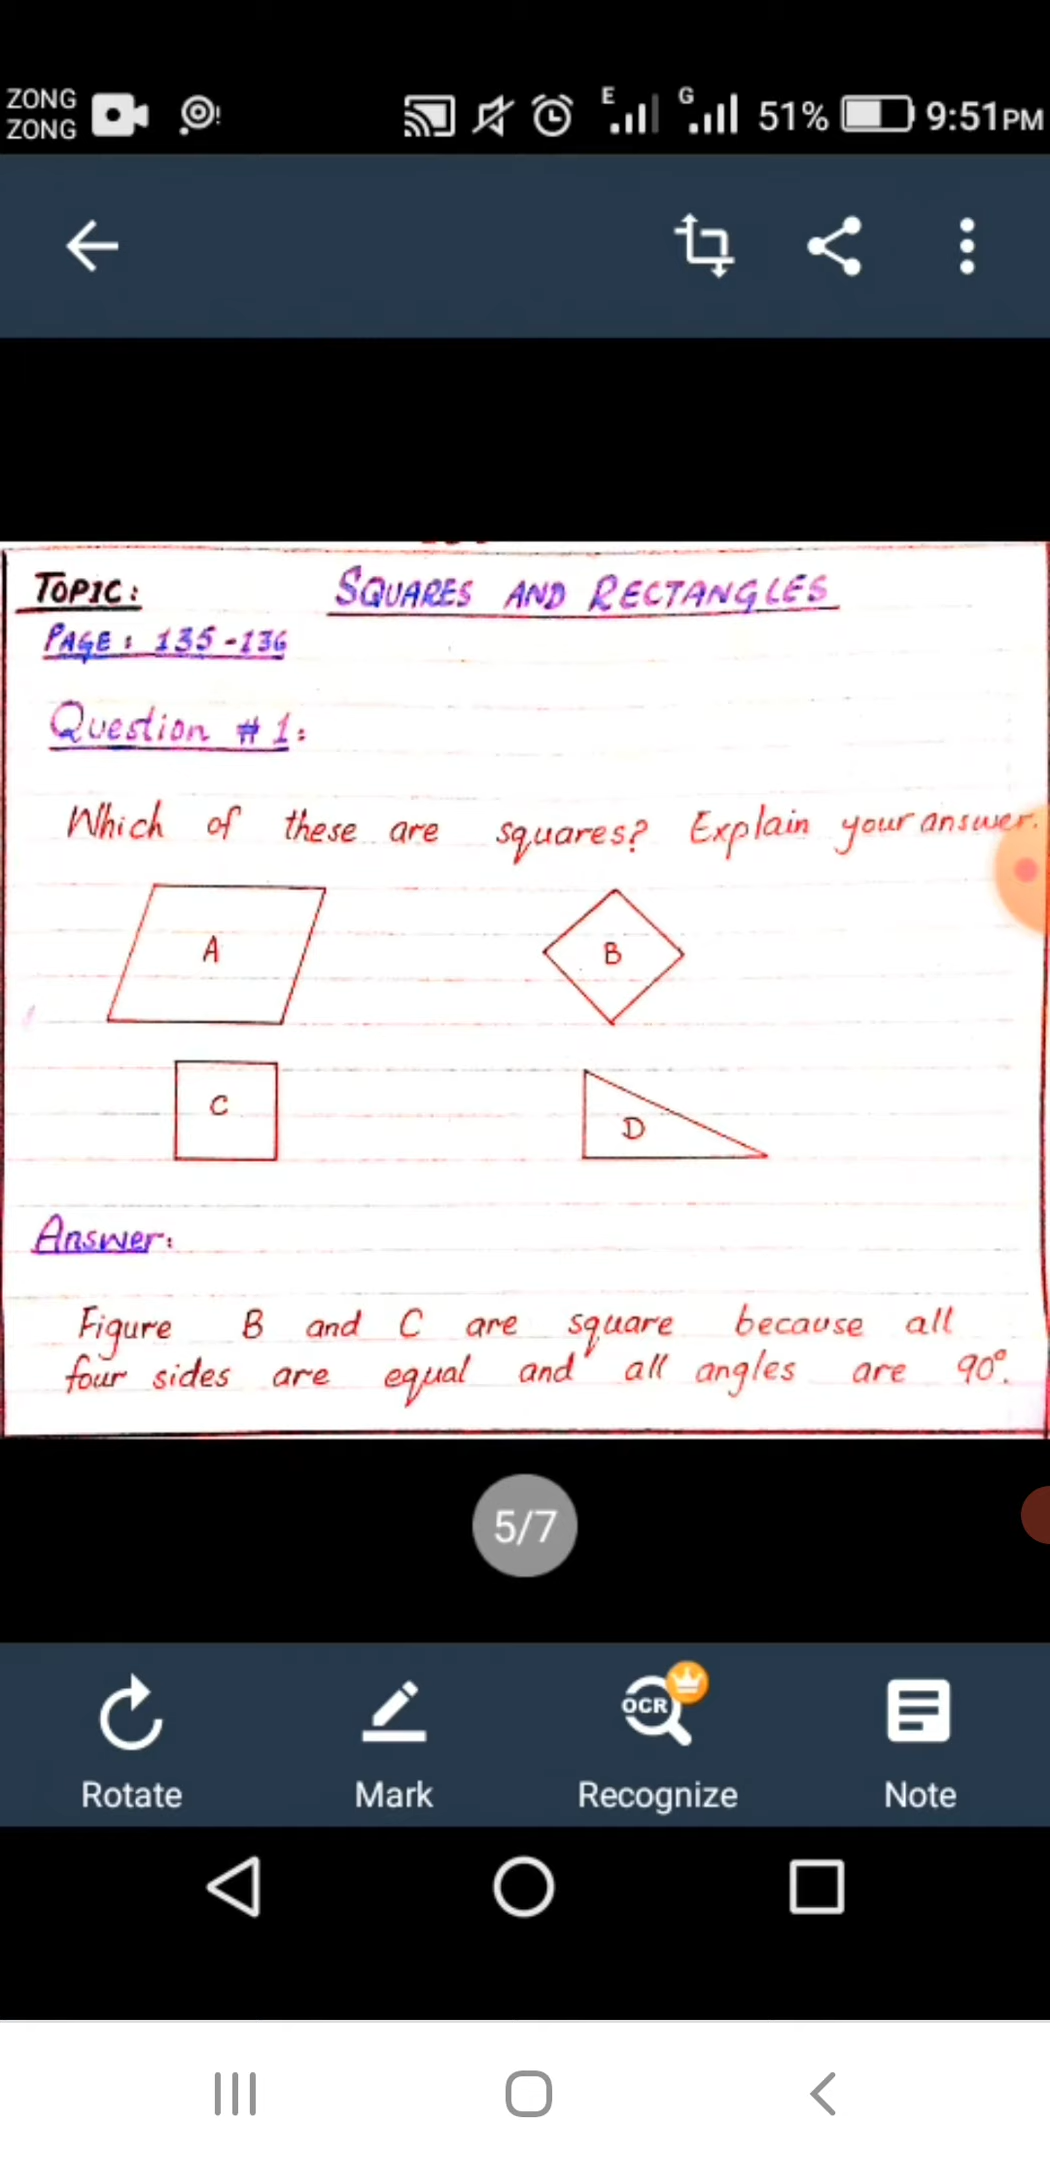 ZONG
ZONG
E G 51% 9:51PM
TOPIC: SQUARES AND RECTANGLES
PAGE: 135-136
Question #1:
Which of these are squares? Explain your answer.
A B
C D
Answer:
Figure B and C are square because all
four sides are equal and all angles are 90°.
5/7
OCR
Rotate Mark Recognize Note